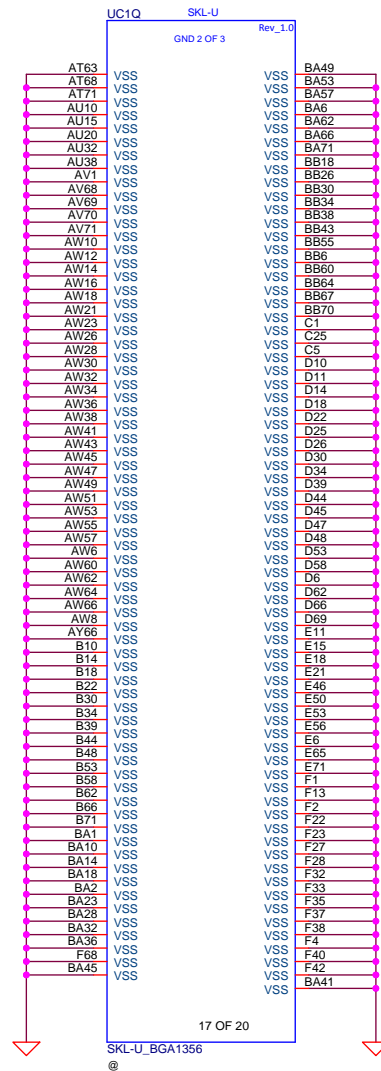 UC1Q SKL-U
Rev_1.0
GND 2 OF 3
AT63 VSS VSS BA49
AT68 VSS VSS BA53
AT71 VSS VSS BA57
AU10 VSS VSS BA6
AU15 VSS VSS BA62
AU20 VSS VSS BA66
AU32 VSS VSS BA71
AU38 VSS VSS BB18
AV1 VSS VSS BB26
AV68 VSS VSS BB30
AV69 VSS VSS BB34
AV70 VSS VSS BB38
AV71 VSS VSS BB43
AW10 VSS VSS BB55
AW12 VSS VSS BB6
AW14 VSS VSS BB60
AW16 VSS VSS BB64
AW18 VSS VSS BB67
AW21 VSS VSS BB70
AW23 VSS VSS C1
AW26 VSS VSS C25
AW28 VSS VSS C5
AW30 VSS VSS D10
AW32 VSS VSS D11
AW34 VSS VSS D14
AW36 VSS VSS D18
AW38 VSS VSS D22
AW41 VSS VSS D25
AW43 VSS VSS D26
AW45 VSS VSS D30
AW47 VSS VSS D34
AW49 VSS VSS D39
AW51 VSS VSS D44
AW53 VSS VSS D45
AW55 VSS VSS D47
AW57 VSS VSS D48
AW6 VSS VSS D53
AW60 VSS VSS D58
AW62 VSS VSS D6
AW64 VSS VSS D62
AW66 VSS VSS D66
AW8 VSS VSS D69
AY66 VSS VSS E11
B10 VSS VSS E15
B14 VSS VSS E18
B18 VSS VSS E21
B22 VSS VSS E46
B30 VSS VSS E50
B34 VSS VSS E53
B39 VSS VSS E56
B44 VSS VSS E6
B48 VSS VSS E65
B53 VSS VSS E71
B58 VSS VSS F1
B62 VSS VSS F13
B66 VSS VSS F2
B71 VSS VSS F22
BA1 VSS VSS F23
BA10 VSS VSS F27
BA14 VSS VSS F28
BA18 VSS VSS F32
BA2 VSS VSS F33
BA23 VSS VSS F35
BA28 VSS VSS F37
BA32 VSS VSS F38
BA36 VSS VSS F4
F68 VSS VSS F40
BA45 VSS VSS F42
VSS BA41
17 OF 20
SKL-U_BGA1356
@